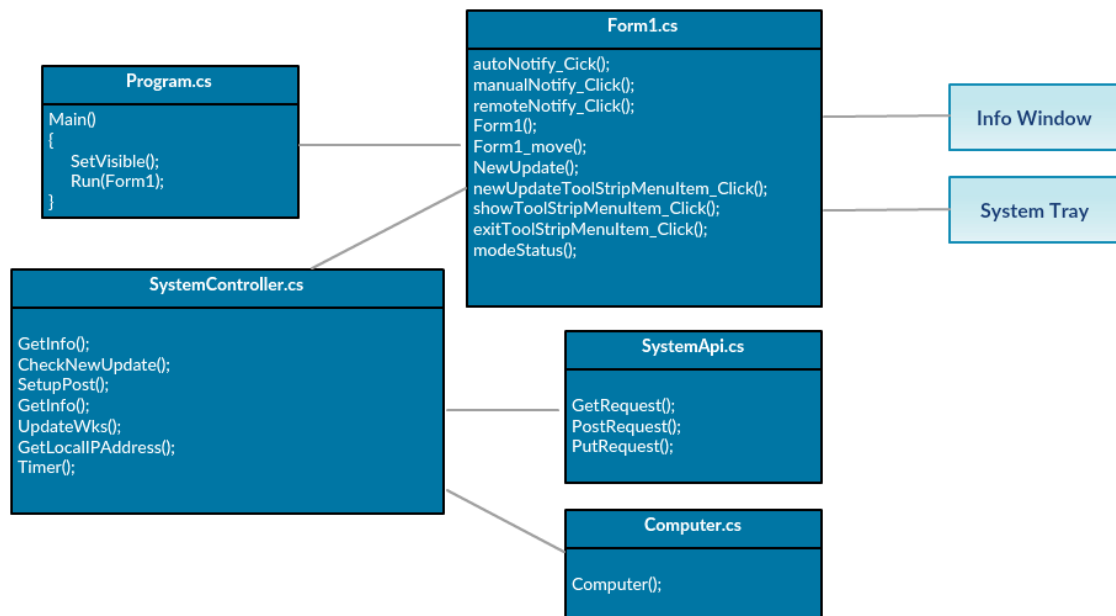 Program.cs
Main()
{
SetVisible();
Run(Form1);
}
Form1.cs
autoNotify_Cick();
manualNotify_Click();
remoteNotify_Click();
Form1();
Form1_move();
NewUpdate();
newUpdateToolStripMenuItem_Click();
showToolStripMenuItem_Click();
exitToolStripMenuItem_Click();
modeStatus();
Info Window
System Tray
SystemController.cs
GetInfo();
CheckNewUpdate();
SetupPost();
GetInfo();
UpdateWks();
GetLocalIPAddress();
Timer();
SystemApi.cs
GetRequest();
PostRequest();
PutRequest();
Computer.cs
Computer();